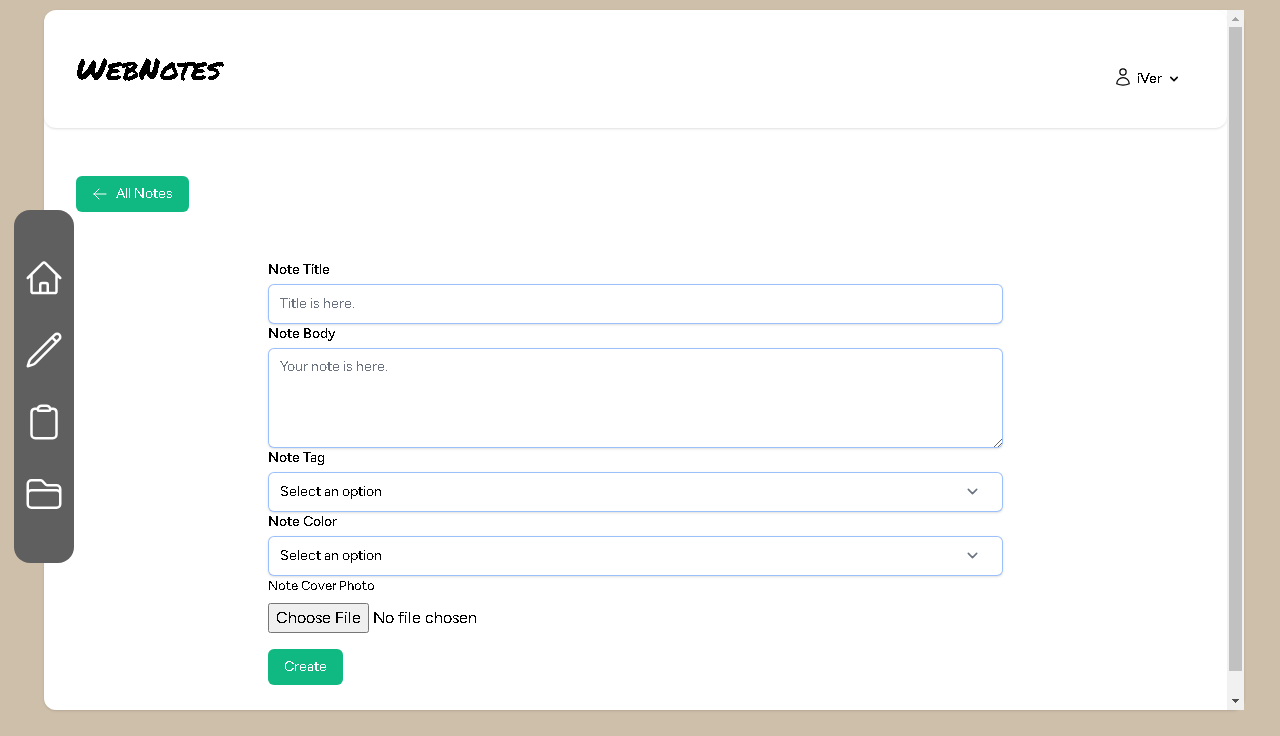 WebNotes
iVer
All Notes
Note Title
Title is here.
Note Body
Your note is here.
Note Tag
Select an option
Note Color
Select an option
Note Cover Photo
Choose File No file chosen
Create